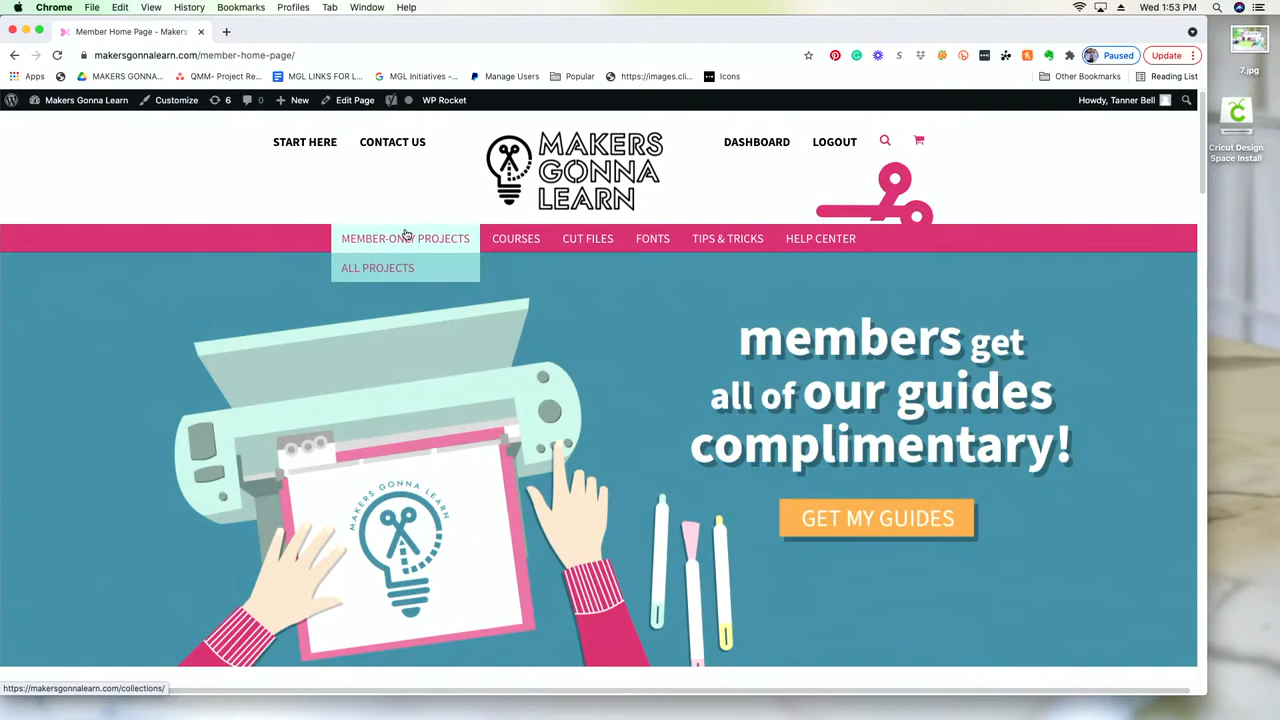 Chrome File Edit View History Bookmarks Profiles Tab Window Help Wed 1:53 PM
Member Home Page - Makers
makersgonnalearn.com/member-home-page/ Paused Update
Apps MAKERS GONNA... QMM- Project Re... MGL LINKS FOR L... MGL Initiatives -... Manage Users Popular https://images.cli... Icons Other Bookmarks Reading List
7.jpg
Makers Gonna Learn Customize 6 0 New Edit Page WP Rocket Howdy, Tanner Bell
START HERE CONTACT US
MAKERS
GONNA
LEARN
DASHBOARD LOGOUT
Cricut Design
Space Install
MEMBER-ONLY PROJECTS COURSES CUT FILES FONTS TIPS & TRICKS HELP CENTER
ALL PROJECTS
members get
all of our guides
complimentary!
GET MY GUIDES
MAKERS GONNA LEARN
https://makersgonnalearn.com/collections/